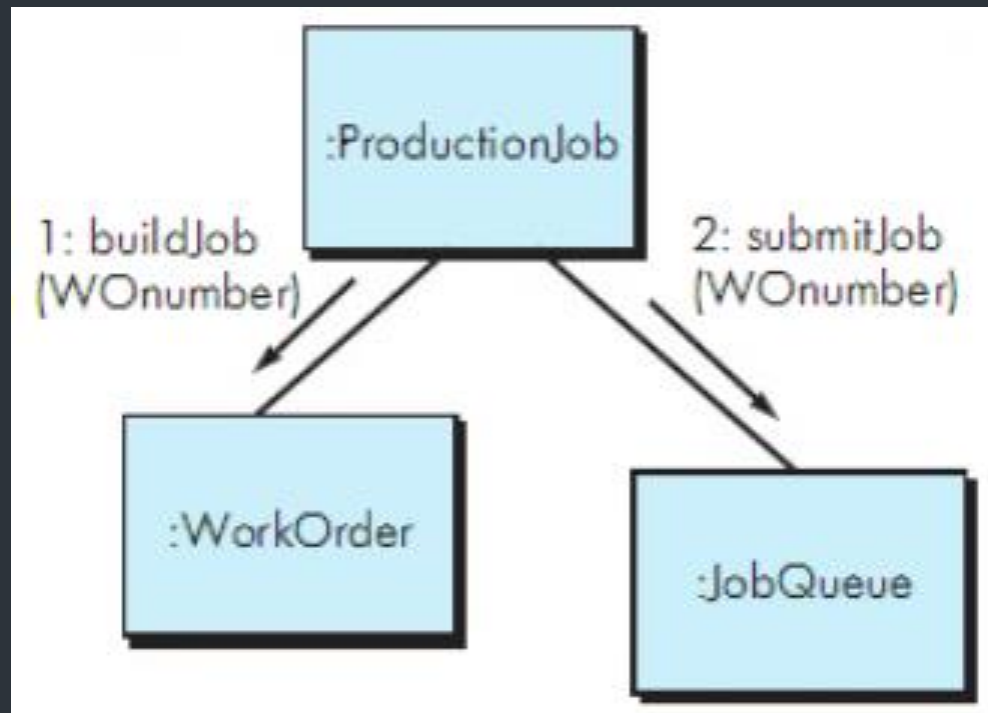 :ProductionJob
1: buildJob
(WOnumber)
2: submitJob
(WOnumber)
:WorkOrder
:JobQueue